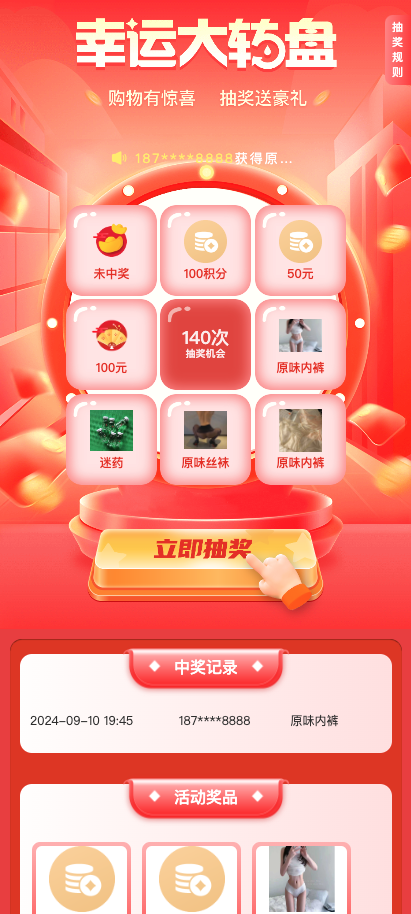 幸运大转盘
抽奖规则
购物有惊喜 抽奖送豪礼
187****8888获得原...
未中奖
100积分
50元
100元
140次
抽奖机会
原味内裤
迷药
原味丝袜
原味内裤
立即抽奖
中奖记录
2024-09-10 19:45 187****8888 原味内裤
活动奖品